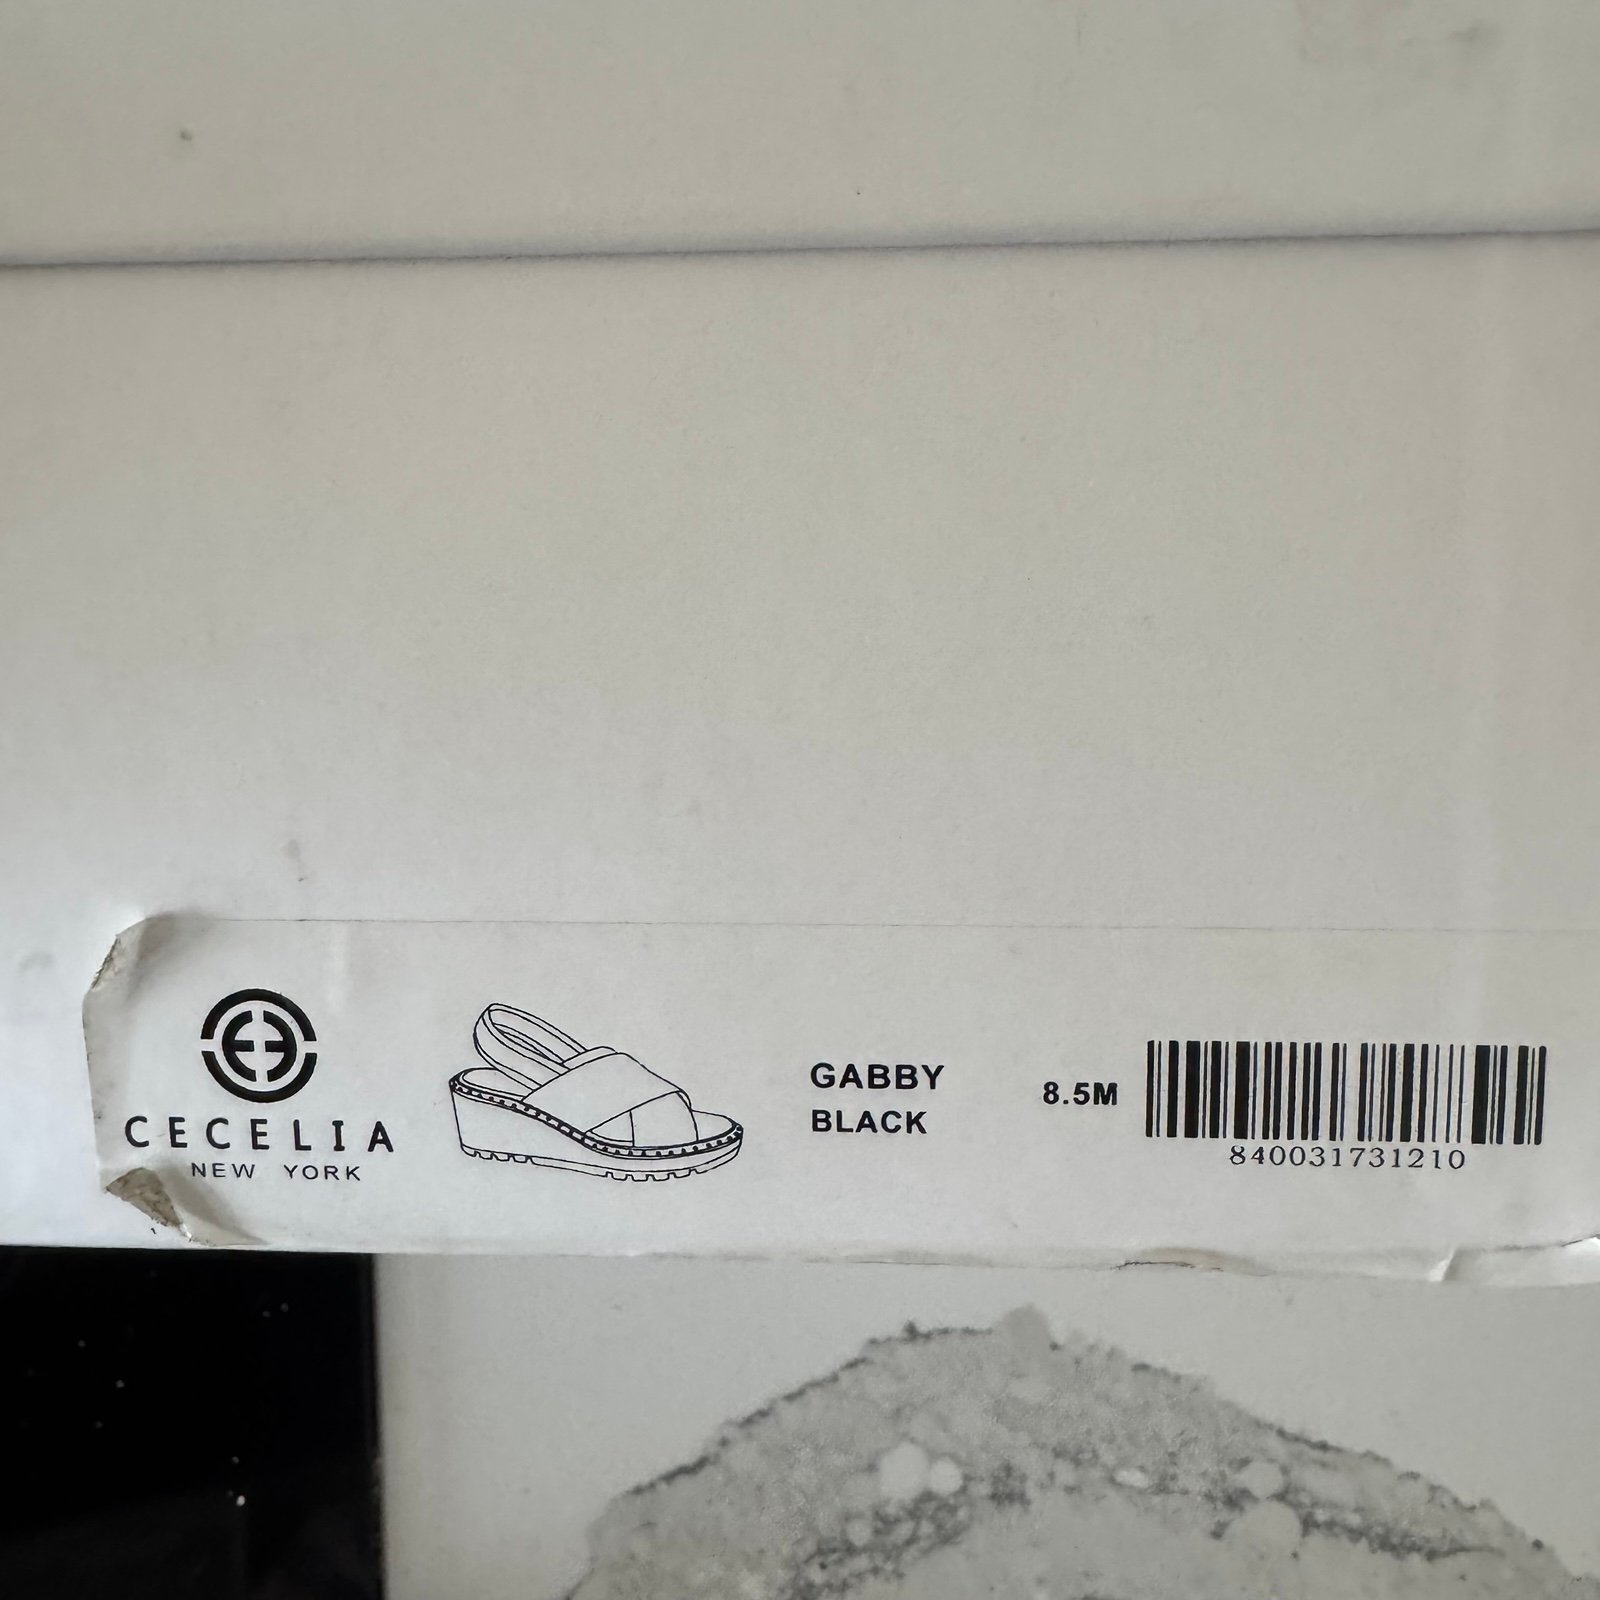 CECELIA
NEW YORK
GABBY
BLACK
8.5M
840031731210